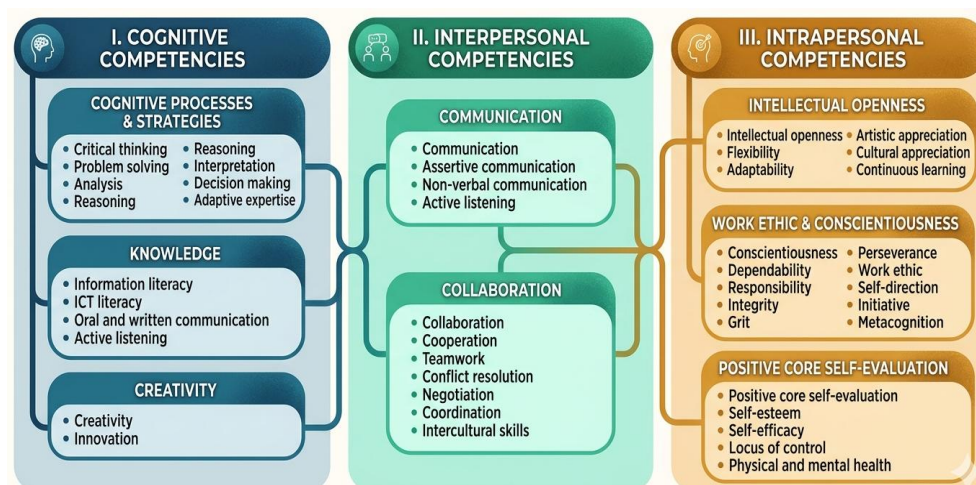 I. COGNITIVE
COMPETENCIES
COGNITIVE PROCESSES
& STRATEGIES
• Critical thinking
• Problem solving
• Analysis
• Reasoning
• Reasoning
• Interpretation
• Decision making
• Adaptive expertise
KNOWLEDGE
• Information literacy
• ICT literacy
• Oral and written communication
• Active listening
CREATIVITY
• Creativity
• Innovation
II. INTERPERSONAL
COMPETENCIES
COMMUNICATION
• Communication
• Assertive communication
• Non-verbal communication
• Active listening
COLLABORATION
• Collaboration
• Cooperation
• Teamwork
• Conflict resolution
• Negotiation
• Coordination
• Intercultural skills
III. INTRAPERSONAL
COMPETENCIES
INTELLECTUAL OPENNESS
• Intellectual openness
• Flexibility
• Adaptability
• Artistic appreciation
• Cultural appreciation
• Continuous learning
WORK ETHIC & CONSCIENTIOUSNESS
• Conscientiousness
• Dependability
• Responsibility
• Integrity
• Grit
• Perseverance
• Work ethic
• Self-direction
• Initiative
• Metacognition
POSITIVE CORE SELF-EVALUATION
• Positive core self-evaluation
• Self-esteem
• Self-efficacy
• Locus of control
• Physical and mental health